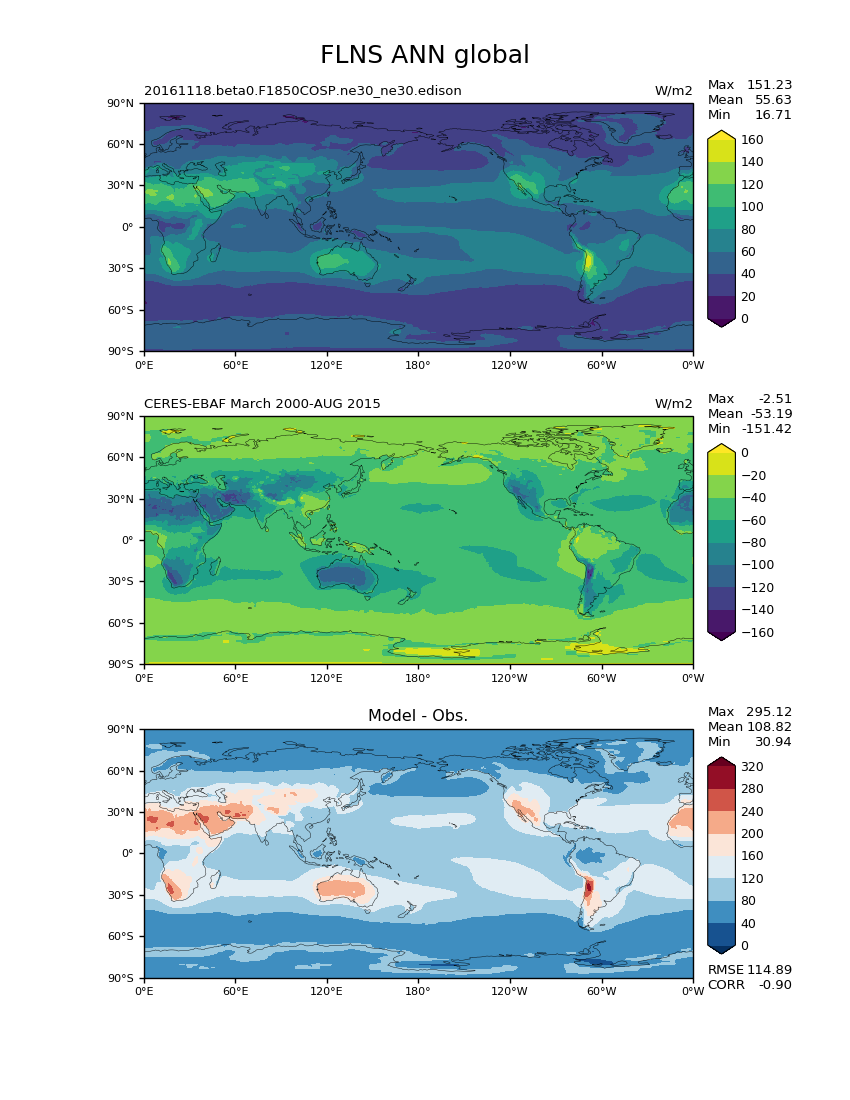 FLNS ANN global
20161118.beta0.F1850COSP.ne30_ne30.edison W/m2
Max 151.23
Mean 55.63
Min 16.71
90°N
60°N
30°N
0°
30°S
60°S
90°S
0°E 60°E 120°E 180° 120°W 60°W 0°W
160
140
120
100
80
60
40
20
0
CERES-EBAF March 2000-AUG 2015 W/m2
Max -2.51
Mean -53.19
Min -151.42
90°N
60°N
30°N
0°
30°S
60°S
90°S
0°E 60°E 120°E 180° 120°W 60°W 0°W
0
−20
−40
−60
−80
−100
−120
−140
−160
Model - Obs.
Max 295.12
Mean 108.82
Min 30.94
90°N
60°N
30°N
0°
30°S
60°S
90°S
0°E 60°E 120°E 180° 120°W 60°W 0°W
320
280
240
200
160
120
80
40
0
RMSE 114.89
CORR -0.90